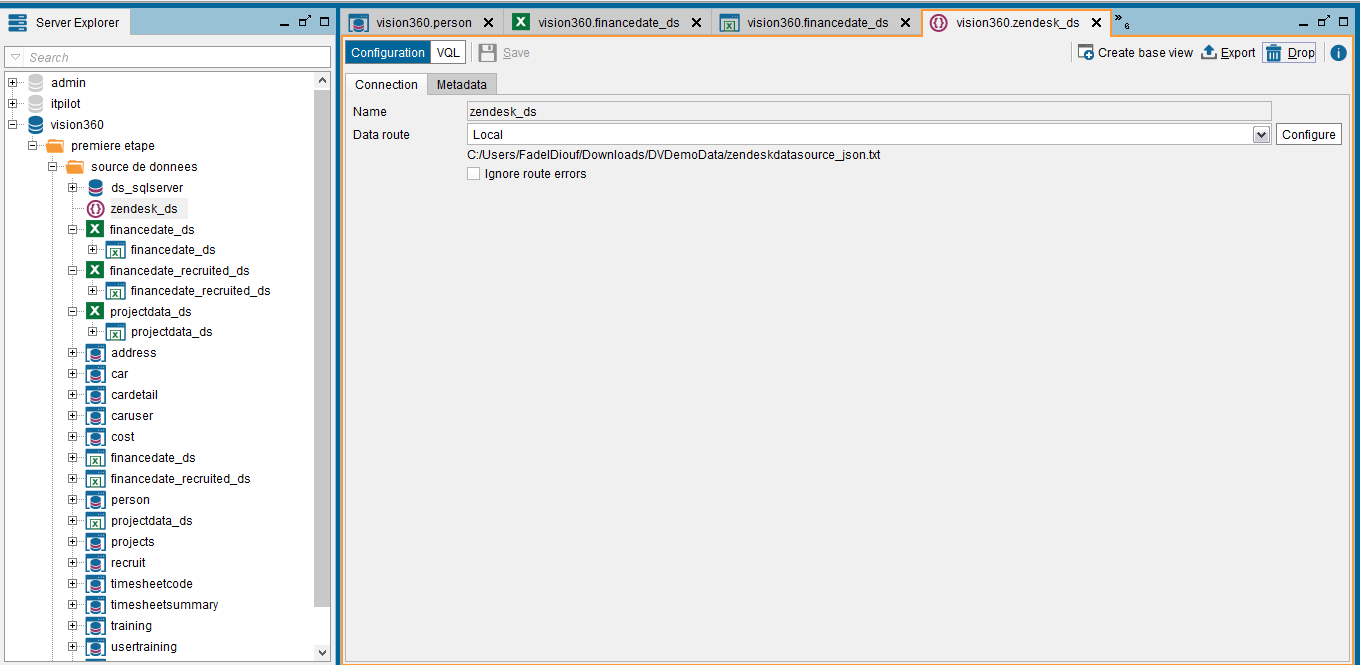 Server Explorer
Search
admin
itpilot
vision360
premiere etape
source de donnees
ds_sqlserver
zendesk_ds
financedate_ds
financedate_ds
financedate_recruited_ds
financedate_recruited_ds
projectdata_ds
projectdata_ds
address
car
cardetail
caruser
cost
financedate_ds
financedate_recruited_ds
person
projectdata_ds
projects
recruit
timesheetcode
timesheetsummary
training
usertraining
vision360.person vision360.financedate_ds vision360.financedate_ds vision360.zendesk_ds » 6
Configuration VQL Save Create base view Export Drop
Connection Metadata
Name zendesk_ds
Data route Local Configure
C:/Users/FadelDiouf/Downloads/DVDemoData/zendeskdatasource_json.txt
Ignore route errors